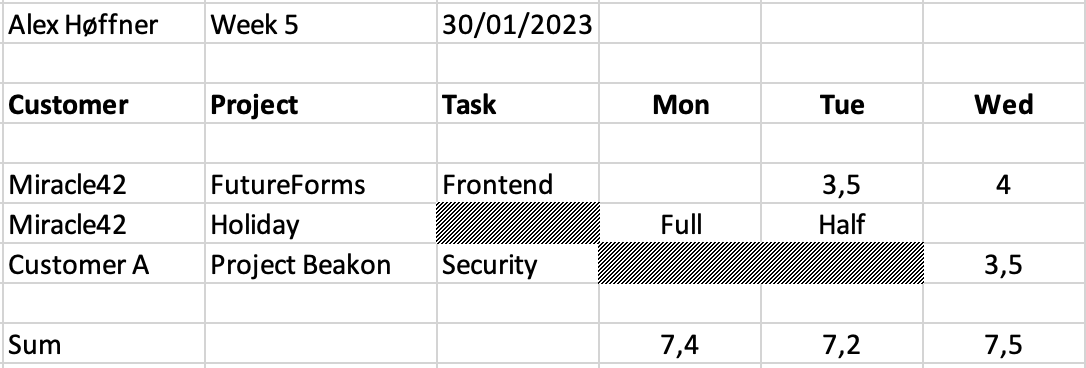 Alex Høffner Week 5 30/01/2023
Customer Project Task Mon Tue Wed
Miracle42 FutureForms Frontend 3,5 4
Miracle42 Holiday Full Half
Customer A Project Beakon Security 3,5
Sum 7,4 7,2 7,5